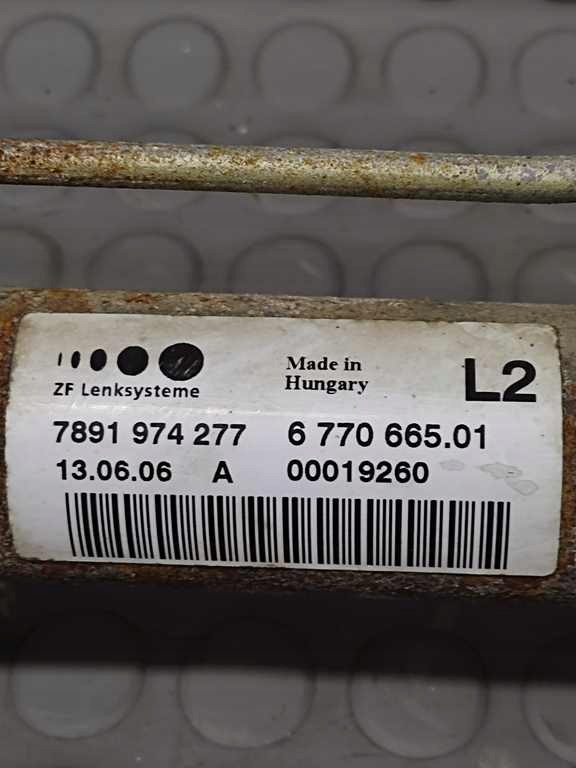 ZF Lenksysteme
Made in
Hungary
L2
7891 974 277 6 770 665.01
13.06.06 A 00019260